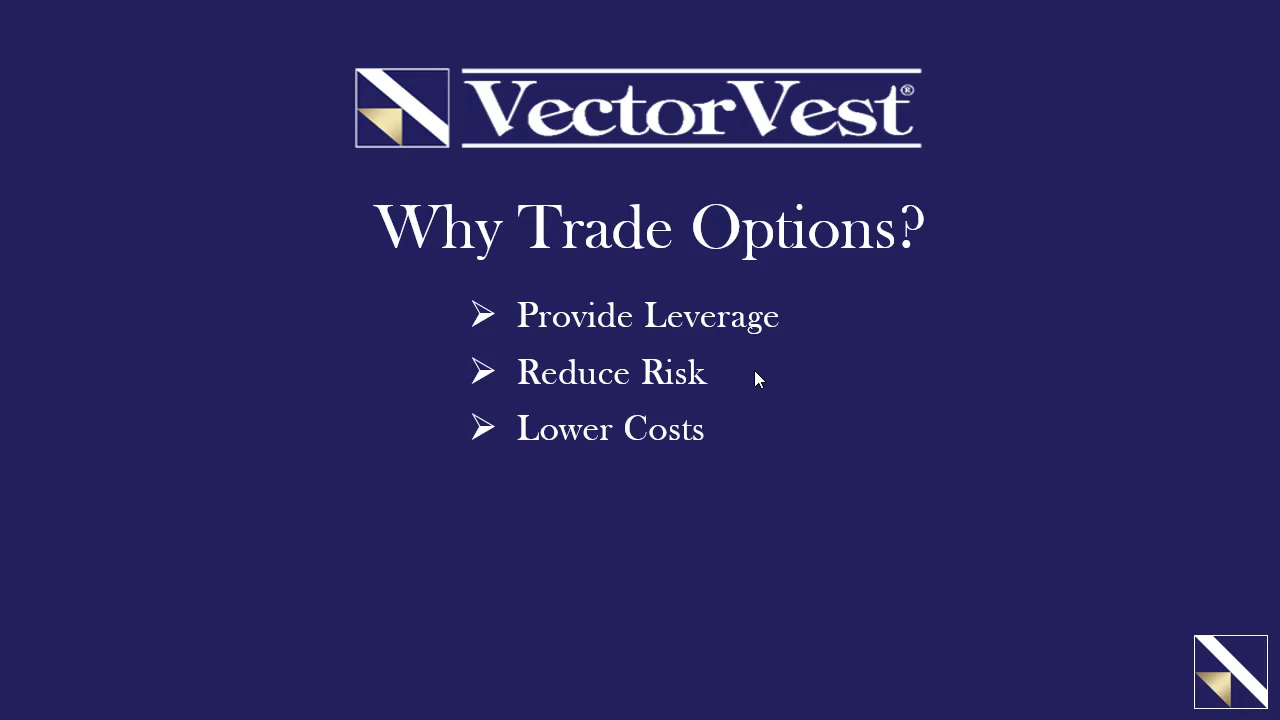 VectorVest®
Why Trade Options?
➢ Provide Leverage
➢ Reduce Risk
➢ Lower Costs